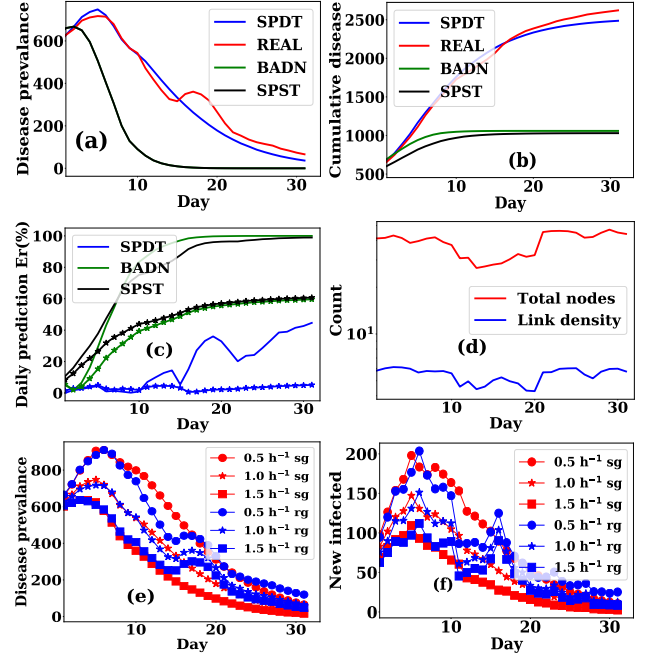 Disease prevalance
600
400
200
0
SPDT
REAL
BADN
SPST
(a)
10
20
30
Day
Cumulative disease
2500
2000
1500
1000
500
SPDT
REAL
BADN
SPST
(b)
10
20
30
Day
Daily prediction Er(%)
100
80
60
40
20
0
SPDT
BADN
SPST
(c)
10
20
30
Day
Count
10¹
Total nodes
Link density
(d)
10
20
30
Day
Disease prevalance
800
600
400
200
0
0.5 h⁻¹ sg
1.0 h⁻¹ sg
1.5 h⁻¹ sg
0.5 h⁻¹ rg
1.0 h⁻¹ rg
1.5 h⁻¹ rg
(e)
10
20
30
Day
New infected
200
150
100
50
0
0.5 h⁻¹ sg
1.0 h⁻¹ sg
1.5 h⁻¹ sg
0.5 h⁻¹ rg
1.0 h⁻¹ rg
1.5 h⁻¹ rg
(f)
10
20
30
Day